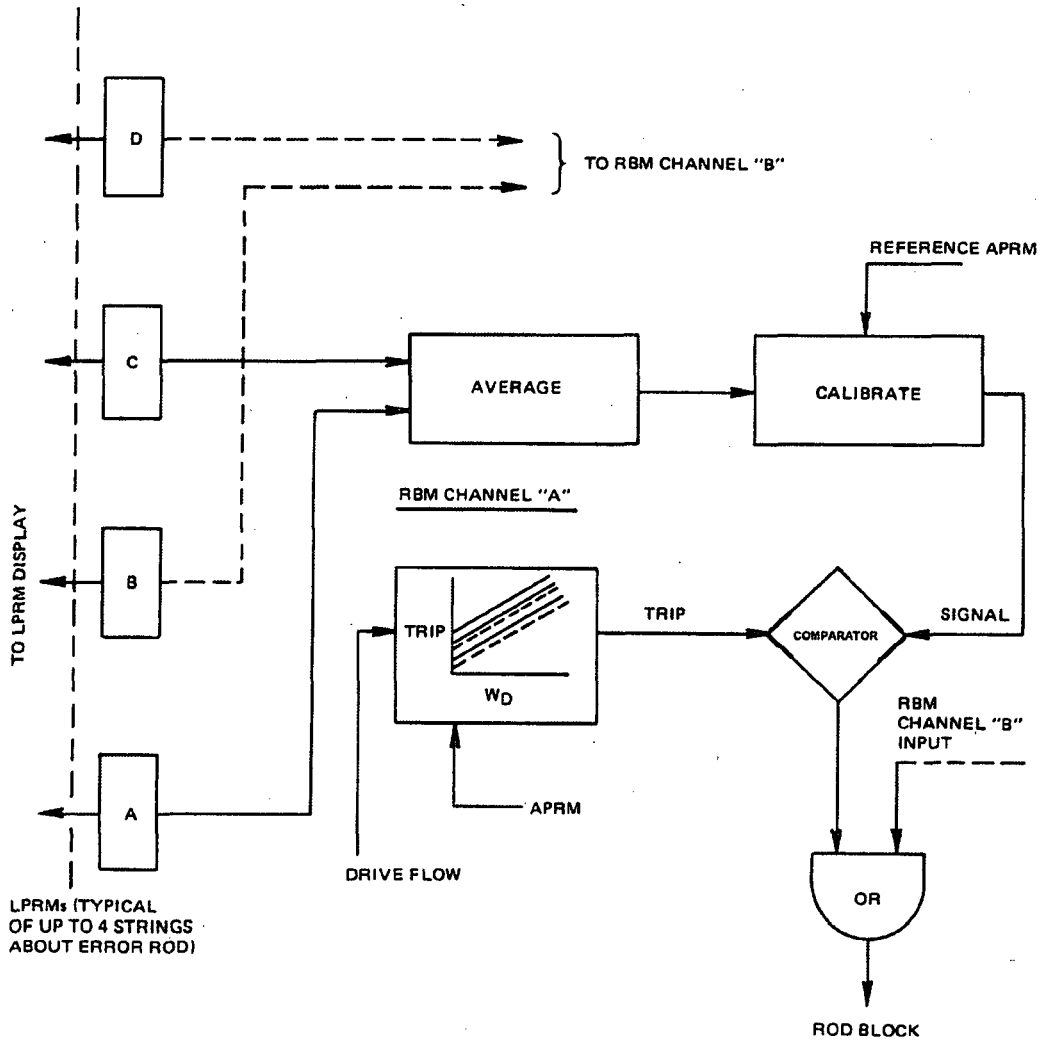 D
TO RBM CHANNEL "B"
REFERENCE APRM
C
AVERAGE
CALIBRATE
RBM CHANNEL "A"
TO LPRM DISPLAY
B
TRIP
W_D
TRIP
COMPARATOR
SIGNAL
RBM
CHANNEL "B"
INPUT
A
APRM
DRIVE FLOW
OR
LPRMs (TYPICAL
OF UP TO 4 STRINGS
ABOUT ERROR ROD)
ROD BLOCK